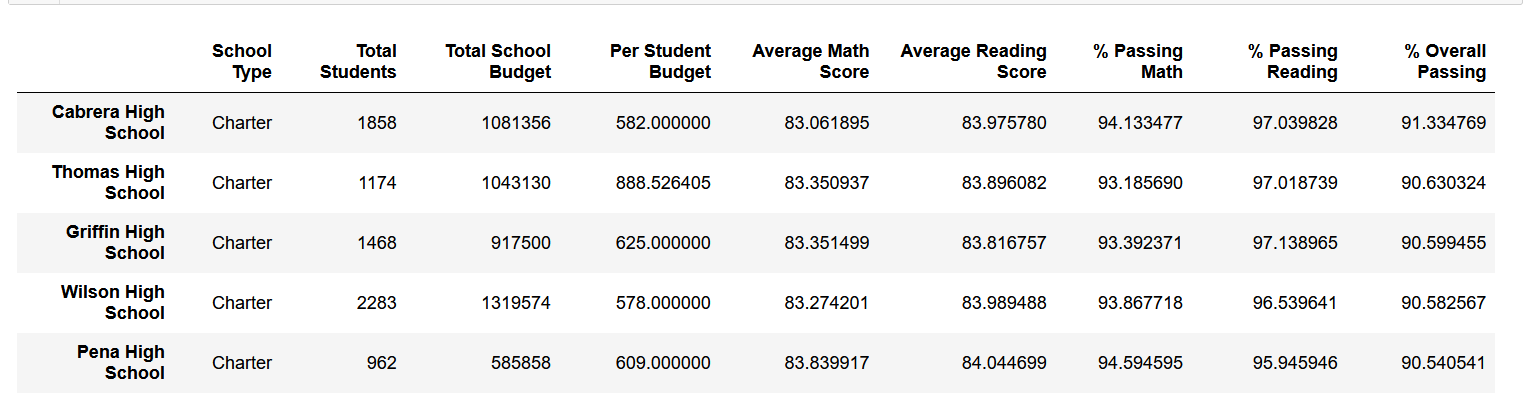 School Type Total Students Total School Budget Per Student Budget Average Math Score Average Reading Score % Passing Math % Passing Reading % Overall Passing
Cabrera High School Charter 1858 1081356 582.000000 83.061895 83.975780 94.133477 97.039828 91.334769
Thomas High School Charter 1174 1043130 888.526405 83.350937 83.896082 93.185690 97.018739 90.630324
Griffin High School Charter 1468 917500 625.000000 83.351499 83.816757 93.392371 97.138965 90.599455
Wilson High School Charter 2283 1319574 578.000000 83.274201 83.989488 93.867718 96.539641 90.582567
Pena High School Charter 962 585858 609.000000 83.839917 84.044699 94.594595 95.945946 90.540541